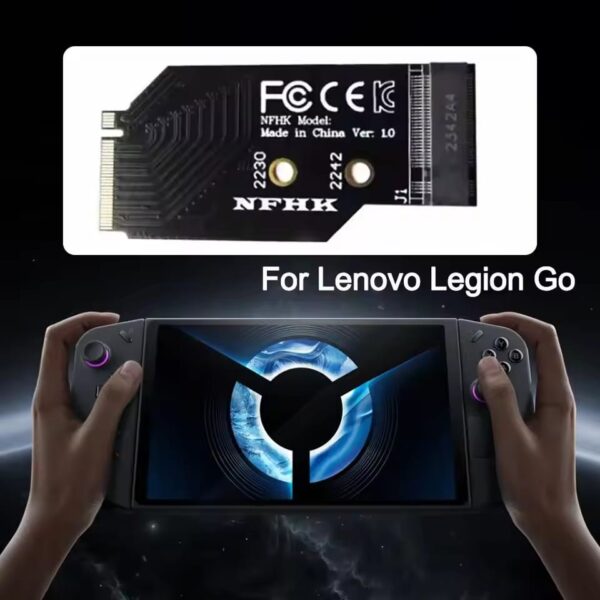 FC CE
NFHK Model:
Made in China Ver: 1.0
2230
2242
J1
2342A4
NFHK
For Lenovo Legion Go